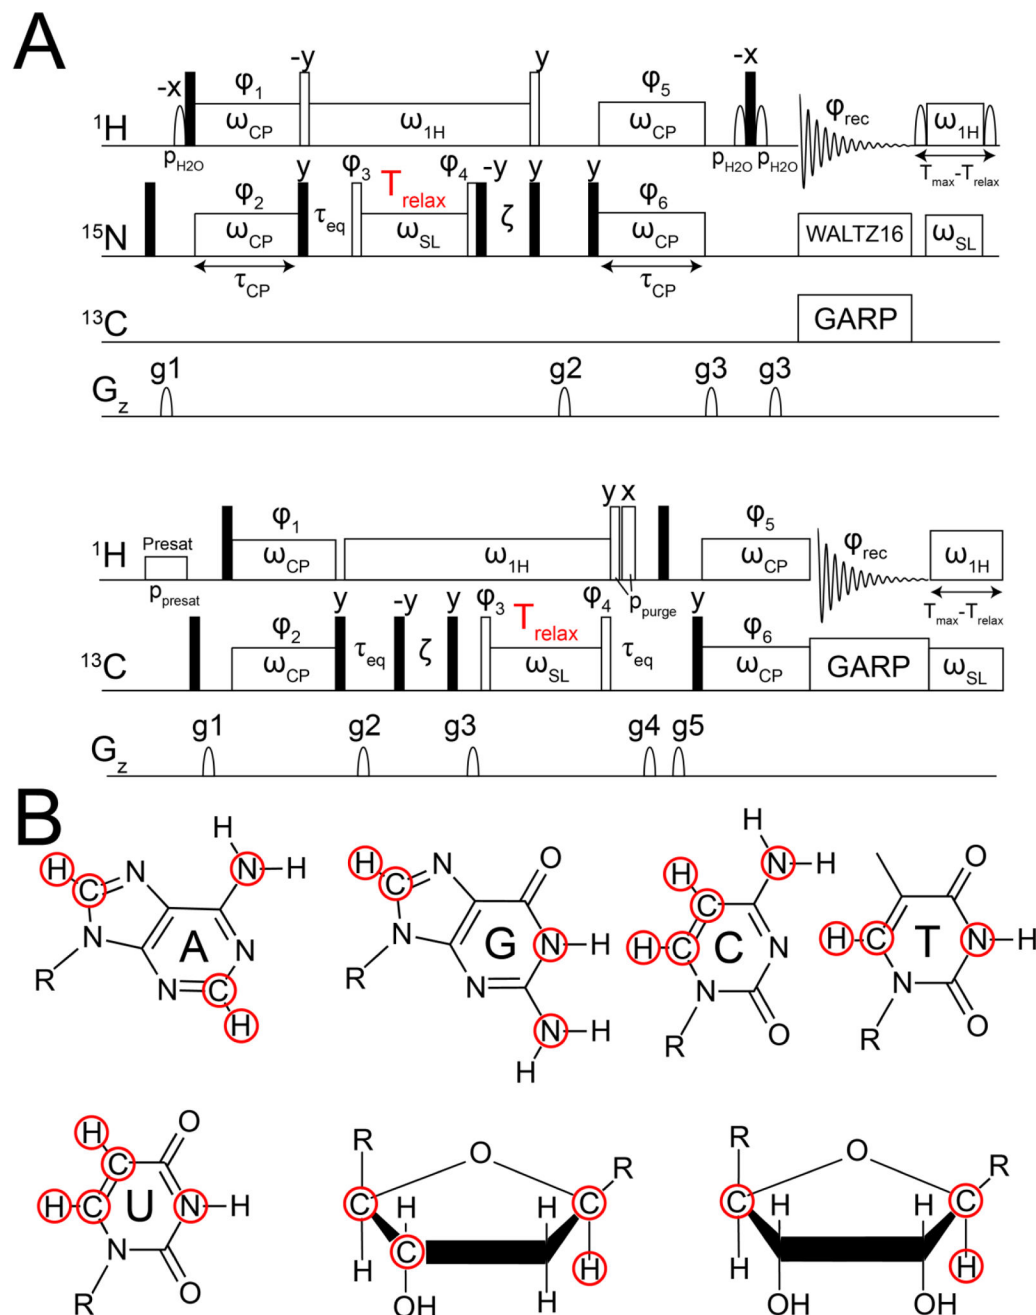 A
-x -y y -x
φ1 φ5 φrec
¹H ωCP ω1H ωCP ω1H
pH2O pH2O pH2O Tmax-Trelax
φ2 y φ3 Trelax φ4 -y y y φ6
¹⁵N ωCP τeq ωSL ζ ωCP WALTZ16 ωSL
τCP τCP
¹³C GARP
Gz g1 g2 g3 g3
y x
Presat φ1 φ5 φrec
¹H ωCP ω1H ωCP ω1H
ppresat ppurge Tmax-Trelax
φ2 y -y y φ3 Trelax φ4 y φ6
¹³C ωCP τeq ζ ωSL τeq ωCP GARP ωSL
Gz g1 g2 g3 g4 g5
B
H H O H O
H N N H H N N H N H H
C C C C
N A N N G N H H C C N H C T N H
R N C R N N N
H N H R O R O
H
H O R R
C O R O
H C U N H C C C C
N H H H H H H
R O H C H H H
OH H OH OH